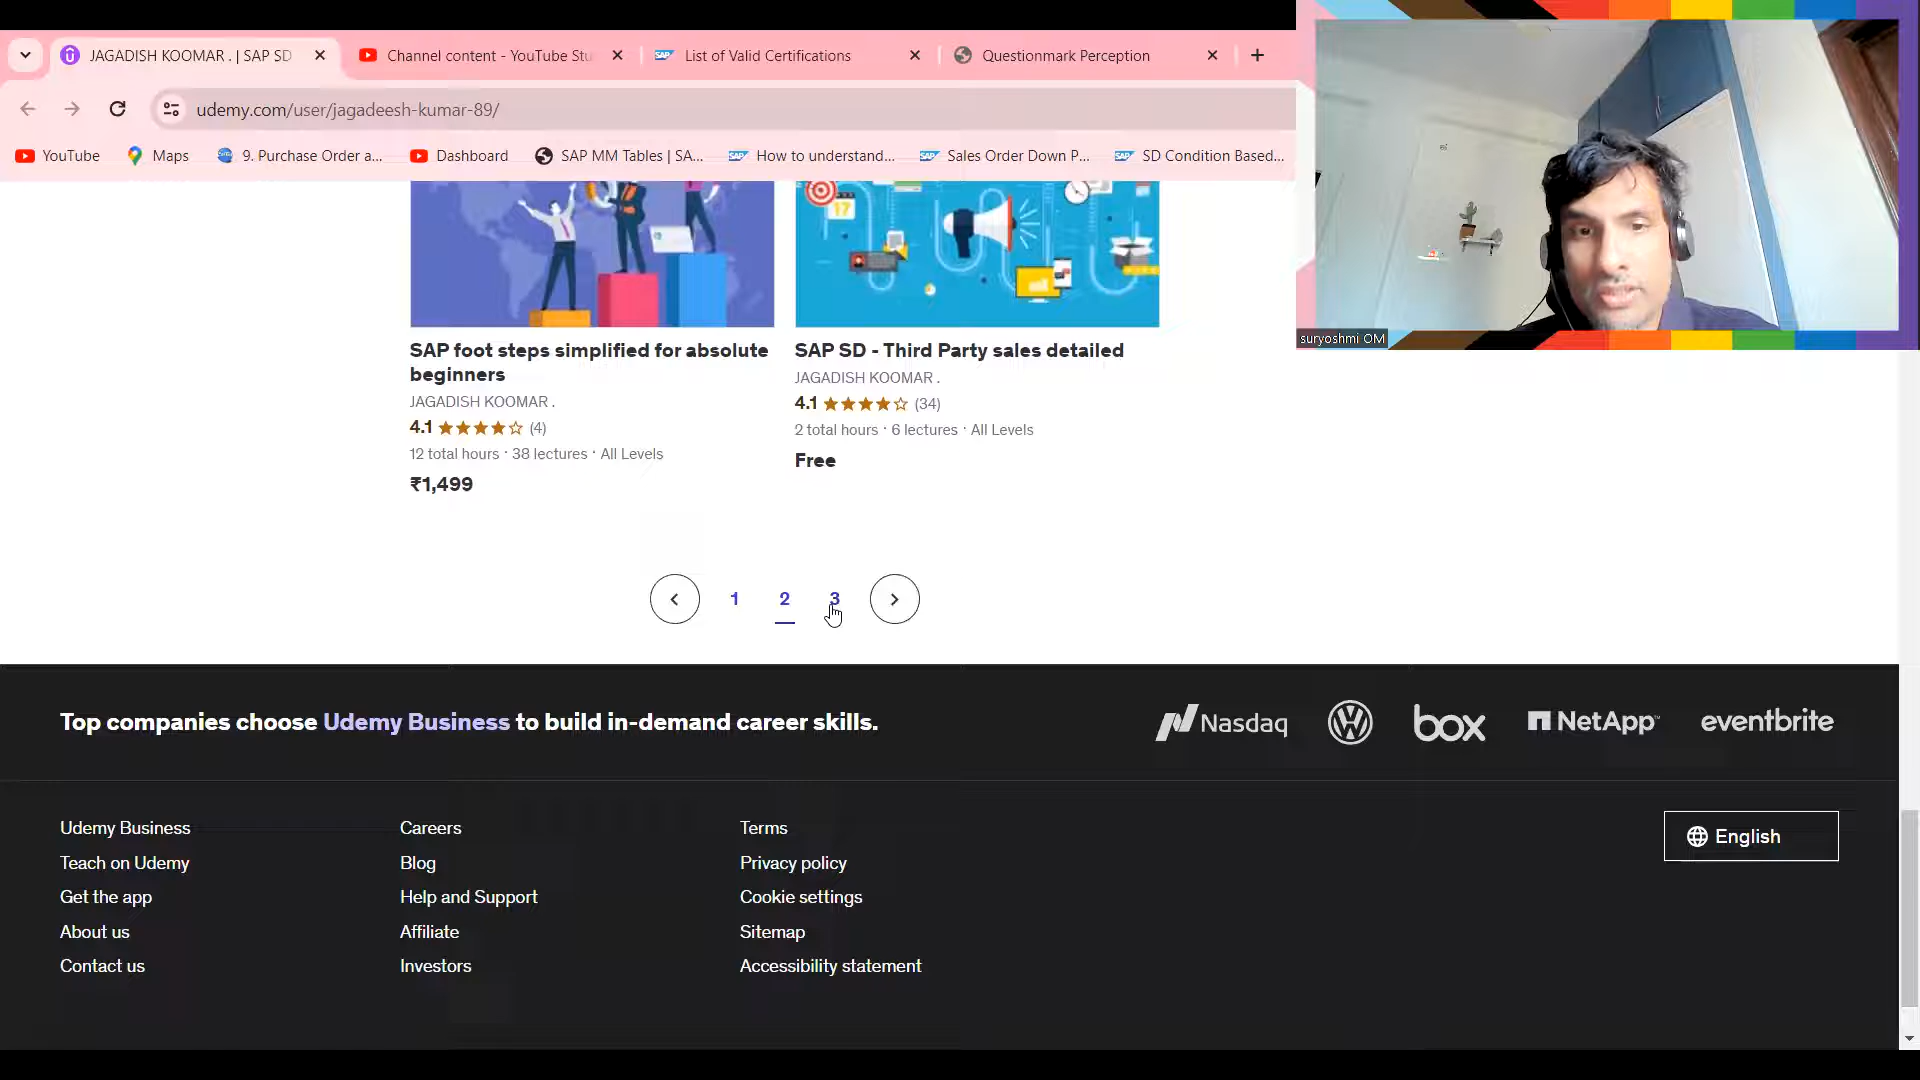 JAGADISH KOOMAR . | SAP SD
Channel content - YouTube Stu
SAP
List of Valid Certifications
Questionmark Perception
udemy.com/user/jagadeesh-kumar-89/
YouTube
Maps
9. Purchase Order a...
Dashboard
SAP MM Tables | SA...
SAP
How to understand...
SAP
Sales Order Down P...
SAP
SD Condition Based...
suryoshmi OM
17
SAP foot steps simplified for absolute
beginners
JAGADISH KOOMAR .
4.1
(4)
12 total hours · 38 lectures · All Levels
₹1,499
SAP SD - Third Party sales detailed
JAGADISH KOOMAR .
4.1
(34)
2 total hours · 6 lectures · All Levels
Free
1
2
3
Top companies choose Udemy Business to build in-demand career skills.
Nasdaq
box
NetApp
eventbrite
Udemy Business
Teach on Udemy
Get the app
About us
Contact us
Careers
Blog
Help and Support
Affiliate
Investors
Terms
Privacy policy
Cookie settings
Sitemap
Accessibility statement
English